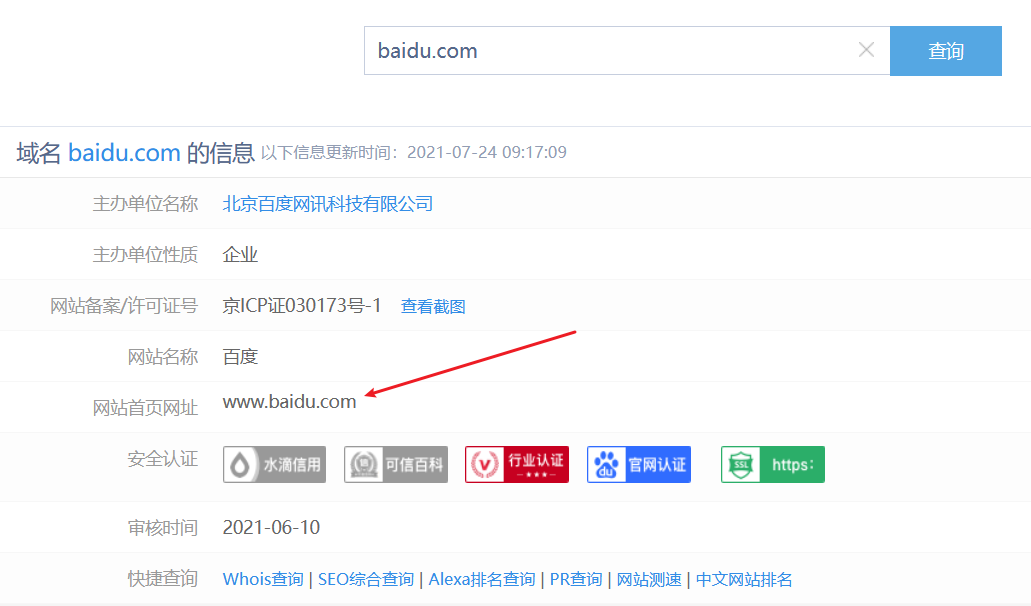 baidu.com 查询
域名 baidu.com 的信息 以下信息更新时间：2021-07-24 09:17:09
主办单位名称 北京百度网讯科技有限公司
主办单位性质 企业
网站备案/许可证号 京ICP证030173号-1 查看截图
网站名称 百度
网站首页网址 www.baidu.com
安全认证 水滴信用 可信百科 行业认证 du 官网认证 SSL https:
审核时间 2021-06-10
快捷查询 Whois查询 | SEO综合查询 | Alexa排名查询 | PR查询 | 网站测速 | 中文网站排名